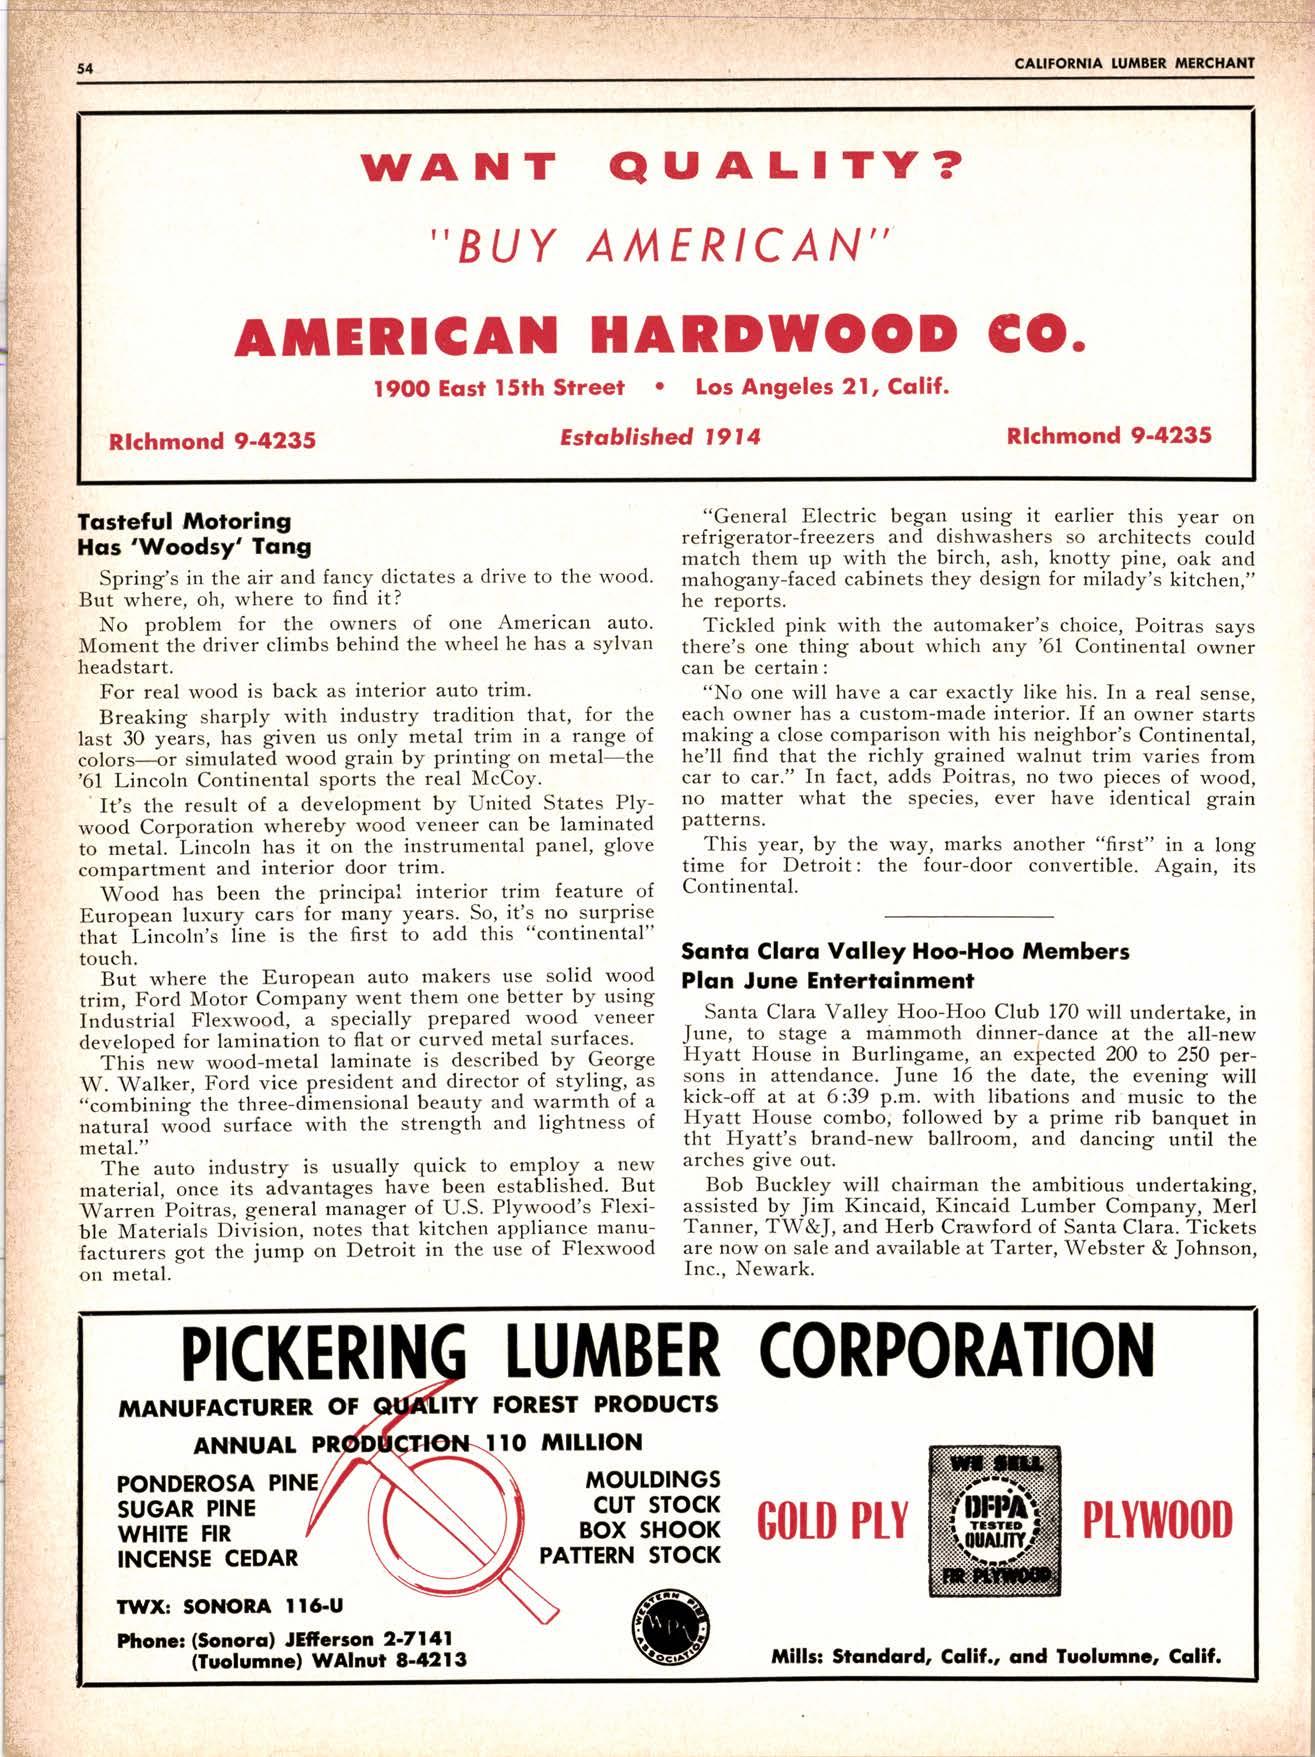 54
CALIFORNIA LUMBER MERCHANT
WANT QUALITY?
"BUY AMERICAN"
AMERICAN HARDWOOD CO.
1900 East 15th Street • Los Angeles 21, Calif.
RIchmond 9-4235
Established 1914
RIchmond 9-4235
Tasteful Motoring
Has 'Woodsy' Tang
Spring's in the air and fancy dictates a drive to the wood.
But where, oh, where to find it?
No problem for the owners of one American auto.
Moment the driver climbs behind the wheel he has a sylvan
headstart.
For real wood is back as interior auto trim.
Breaking sharply with industry tradition that, for the
last 30 years, has given us only metal trim in a range of
colors—or simulated wood grain by printing on metal—the
'61 Lincoln Continental sports the real McCoy.
It's the result of a development by United States Ply-
wood Corporation whereby wood veneer can be laminated
to metal. Lincoln has it on the instrumental panel, glove
compartment and interior door trim.
Wood has been the principal interior trim feature of
European luxury cars for many years. So, it's no surprise
that Lincoln's line is the first to add this "continental"
touch.
But where the European auto makers use solid wood
trim, Ford Motor Company went them one better by using
Industrial Flexwood, a specially prepared wood veneer
developed for lamination to flat or curved metal surfaces.
This new wood-metal laminate is described by George
W. Walker, Ford vice president and director of styling, as
"combining the three-dimensional beauty and warmth of a
natural wood surface with the strength and lightness of
metal."
The auto industry is usually quick to employ a new
material, once its advantages have been established. But
Warren Poitras, general manager of U.S. Plywood's Flexi-
ble Materials Division, notes that kitchen appliance manu-
facturers got the jump on Detroit in the use of Flexwood
on metal.
"General Electric began using it earlier this year on
refrigerator-freezers and dishwashers so architects could
match them up with the birch, ash, knotty pine, oak and
mahogany-faced cabinets they design for milady's kitchen,"
he reports.
Tickled pink with the automaker's choice, Poitras says
there's one thing about which any '61 Continental owner
can be certain:
"No one will have a car exactly like his. In a real sense,
each owner has a custom-made interior. If an owner starts
making a close comparison with his neighbor's Continental,
he'll find that the richly grained walnut trim varies from
car to car." In fact, adds Poitras, no two pieces of wood,
no matter what the species, ever have identical grain
patterns.
This year, by the way, marks another "first" in a long
time for Detroit: the four-door convertible. Again, its
Continental.
Santa Clara Valley Hoo-Hoo Members
Plan June Entertainment
Santa Clara Valley Hoo-Hoo Club 170 will undertake, in
June, to stage a mammoth dinner-dance at the all-new
Hyatt House in Burlingame, an expected 200 to 250 per-
sons in attendance. June 16 the date, the evening will
kick-off at at 6:39 p.m. with libations and music to the
Hyatt House combo, followed by a prime rib banquet in
tht Hyatt's brand-new ballroom, and dancing until the
arches give out.
Bob Buckley will chairman the ambitious undertaking,
assisted by Jim Kincaid, Kincaid Lumber Company, Merl
Tanner, TW&J, and Herb Crawford of Santa Clara. Tickets
are now on sale and available at Tarter, Webster & Johnson,
Inc., Newark.
PICKERING LUMBER CORPORATION
MANUFACTURER OF QUALITY FOREST PRODUCTS
ANNUAL PRODUCTION 110 MILLION
PONDEROSA PINE
SUGAR PINE
WHITE FIR
INCENSE CEDAR
MOULDINGS
CUT STOCK
BOX SHOOK
PATTERN STOCK
TWX: SONORA 116-U
Phone: (Sonora) JEfferson 2-7141
(Tuolumne) WAlnut 8-4213
WESTERN PINE
WPA
ASSOCIATION
GOLD PLY
WE SELL
DFPA
TESTED
QUALITY
FIR PLYWOOD
PLYWOOD
Mills: Standard, Calif., and Tuolumne, Calif.